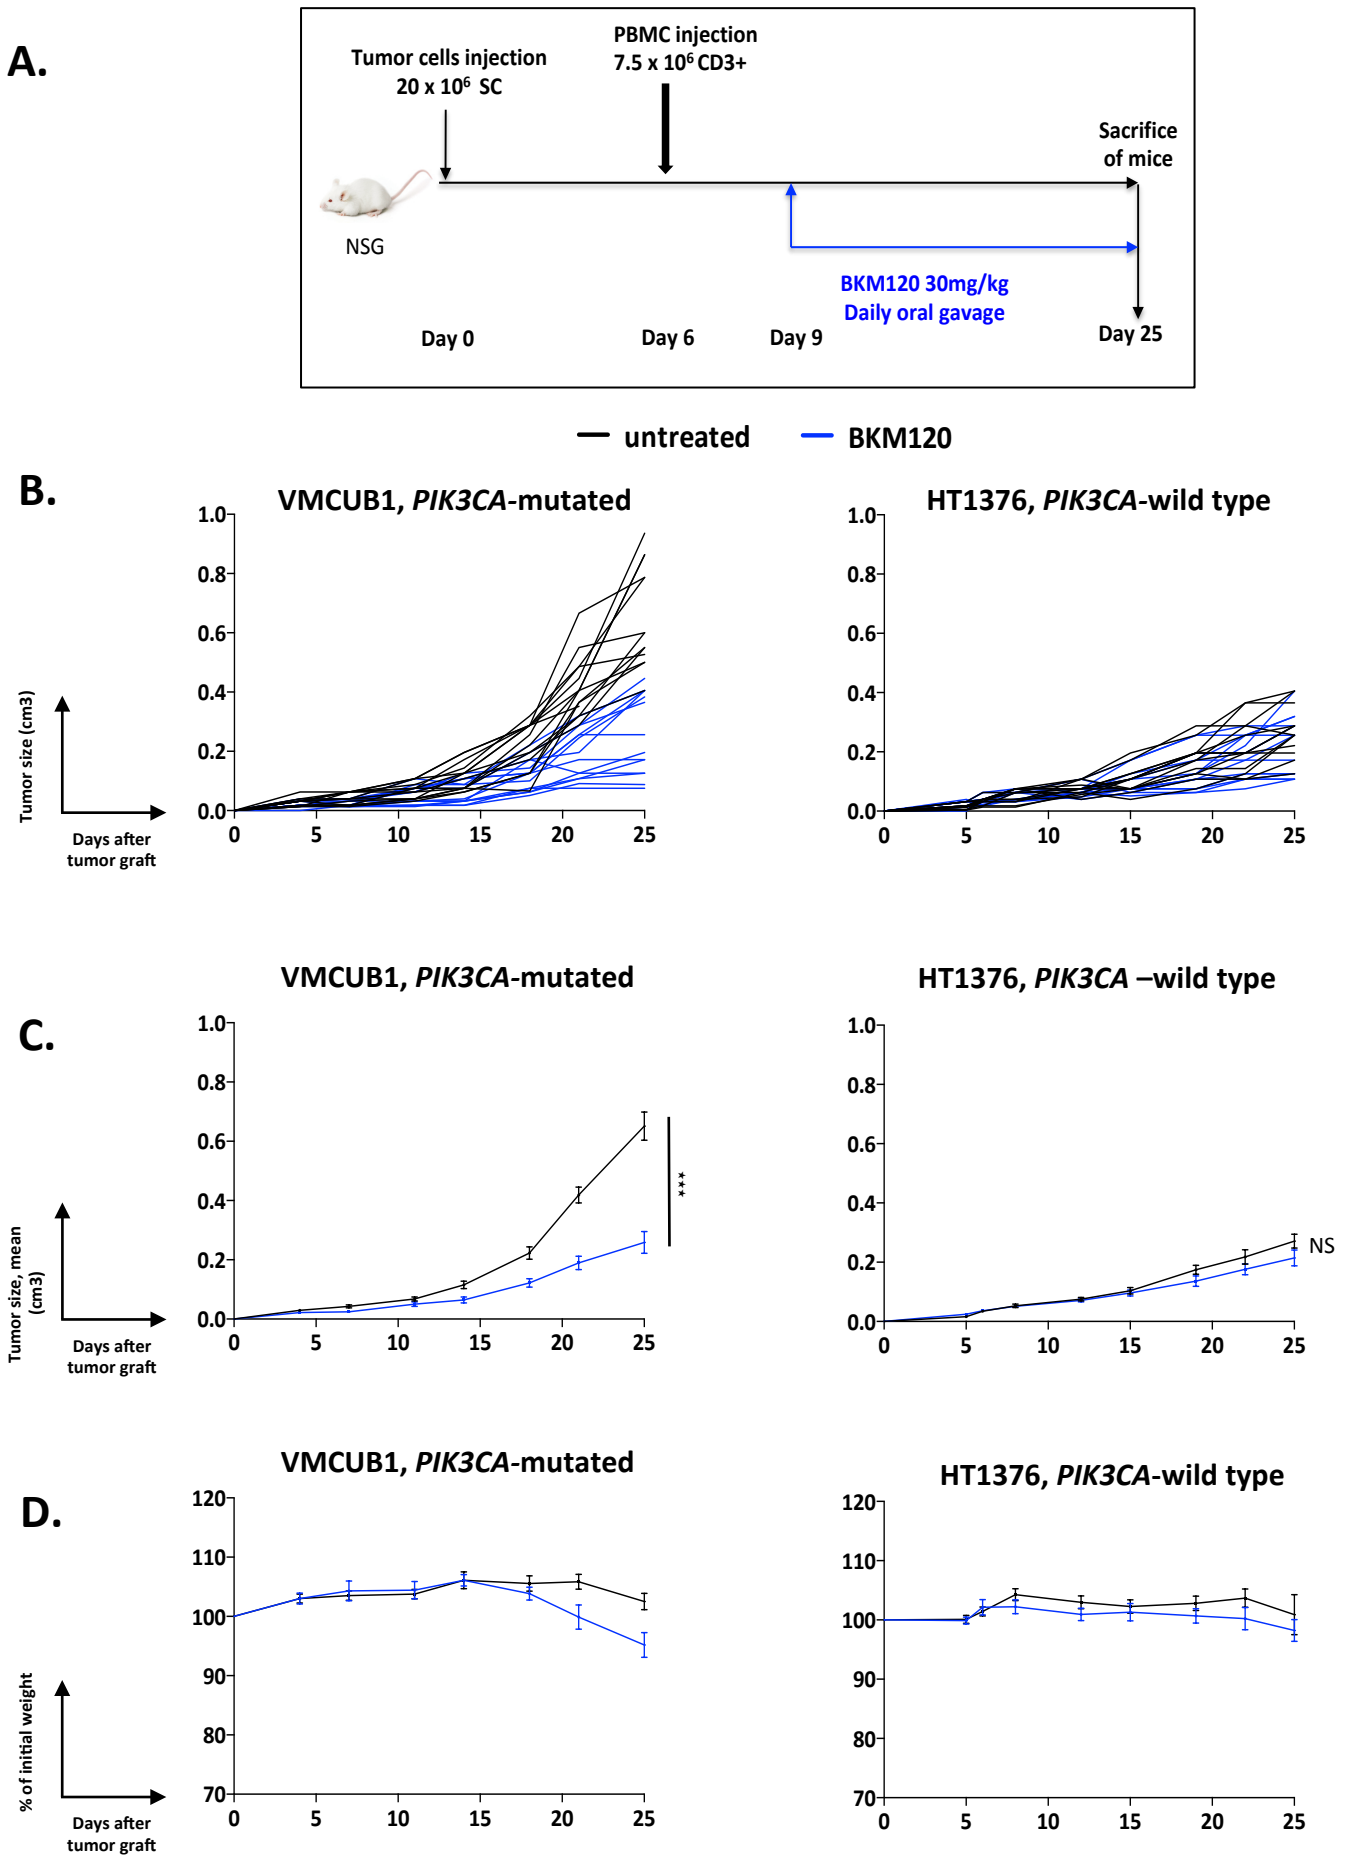 A.
Tumor cells injection
20 x 10⁶ SC
PBMC injection
7.5 x 10⁶ CD3+
Sacrifice
of mice
NSG
BKM120 30mg/kg
Daily oral gavage
Day 0
Day 6
Day 9
Day 25
untreated
BKM120
B.
VMCUB1, PIK3CA-mutated
1.0
0.8
0.6
0.4
0.2
0.0
0 5 10 15 20 25
Tumor size (cm3)
Days after
tumor graft
HT1376, PIK3CA-wild type
1.0
0.8
0.6
0.4
0.2
0.0
0 5 10 15 20 25
C.
VMCUB1, PIK3CA-mutated
1.0
0.8
0.6
0.4
0.2
0.0
0 5 10 15 20 25
***
Tumor size, mean
(cm3)
Days after
tumor graft
HT1376, PIK3CA –wild type
1.0
0.8
0.6
0.4
0.2
0.0
0 5 10 15 20 25
NS
D.
VMCUB1, PIK3CA-mutated
120
110
100
90
80
70
0 5 10 15 20 25
% of initial weight
Days after
tumor graft
HT1376, PIK3CA-wild type
120
110
100
90
80
70
0 5 10 15 20 25